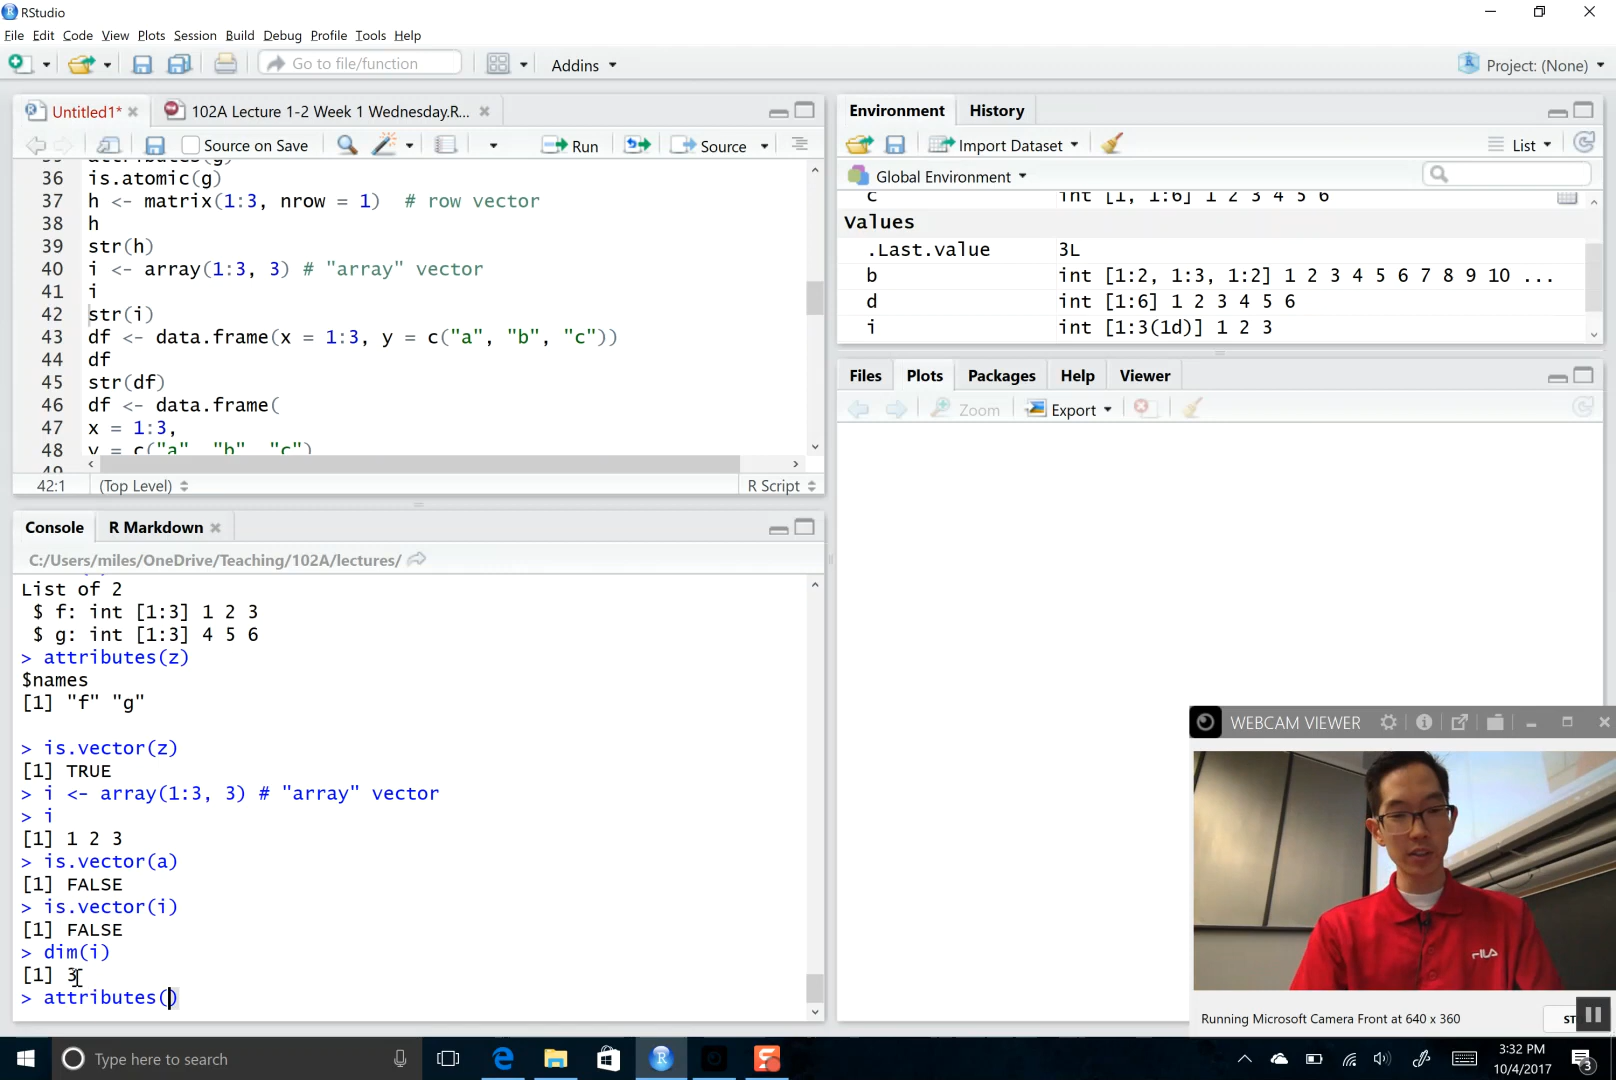 RStudio
File Edit Code View Plots Session Build Debug Profile Tools Help
Go to file/function
Addins
Project: (None)
Untitled1*
102A Lecture 1-2 Week 1 Wednesday.R...
Source on Save
Run
Source
attributes(g)
36 is.atomic(g)
37 h <- matrix(1:3, nrow = 1)  # row vector
38 h
39 str(h)
40 i <- array(1:3, 3) # "array" vector
41 i
42 str(i)
43 df <- data.frame(x = 1:3, y = c("a", "b", "c"))
44 df
45 str(df)
46 df <- data.frame(
47 x = 1:3,
48 y = c("a" "b" "c")
49
42:1 (Top Level) R Script
Console R Markdown
C:/Users/miles/OneDrive/Teaching/102A/lectures/
List of 2
$ f: int [1:3] 1 2 3
$ g: int [1:3] 4 5 6
> attributes(z)
$names
[1] "f" "g"
> is.vector(z)
[1] TRUE
> i <- array(1:3, 3) # "array" vector
> i
[1] 1 2 3
> is.vector(a)
[1] FALSE
> is.vector(i)
[1] FALSE
> dim(i)
[1] 3
> attributes()
Environment History
Import Dataset
List
Global Environment
c int [1, 1:6] 1 2 3 4 5 6
Values
.Last.value 3L
b int [1:2, 1:3, 1:2] 1 2 3 4 5 6 7 8 9 10 ...
d int [1:6] 1 2 3 4 5 6
i int [1:3(1d)] 1 2 3
Files Plots Packages Help Viewer
Zoom Export
WEBCAM VIEWER
FILA
Running Microsoft Camera Front at 640 x 360
ST
Type here to search
3:32 PM
10/4/2017
3